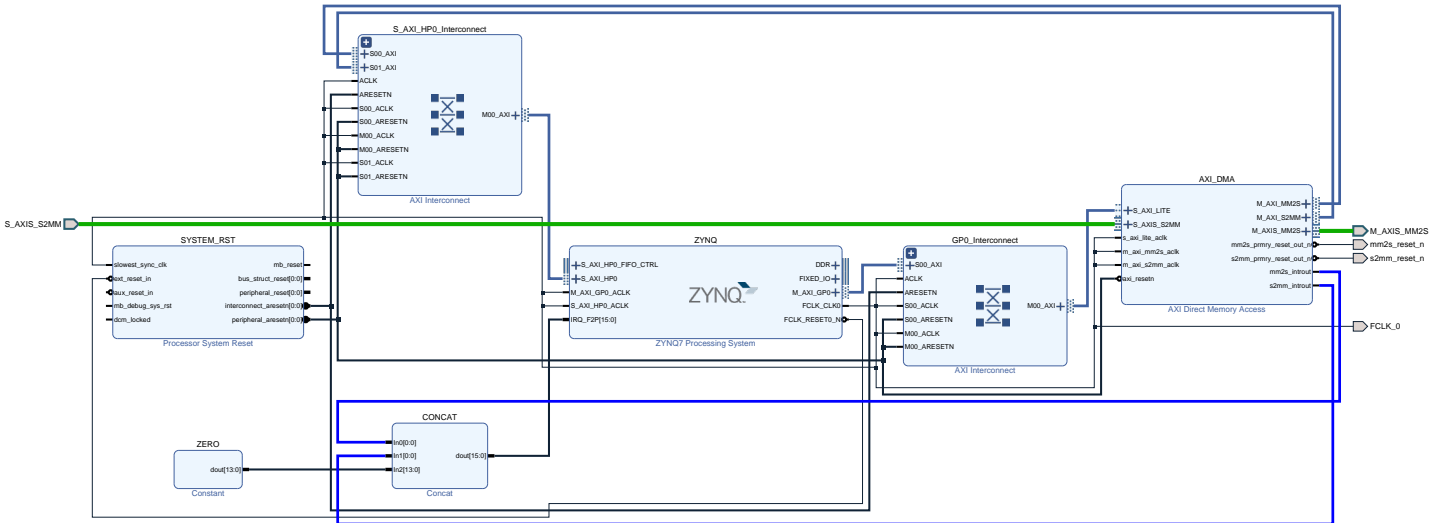 S_AXI_HP0_Interconnect
S00_AXI
S01_AXI
ACLK
ARESETN
S00_ACLK
S00_ARESETN
M00_ACLK
M00_ARESETN
S01_ACLK
S01_ARESETN
M00_AXI
AXI Interconnect
S_AXIS_S2MM
SYSTEM_RST
slowest_sync_clk
ext_reset_in
aux_reset_in
mb_debug_sys_rst
dcm_locked
mb_reset
bus_struct_reset[0:0]
peripheral_reset[0:0]
interconnect_aresetn[0:0]
peripheral_aresetn[0:0]
Processor System Reset
ZYNQ
S_AXI_HP0_FIFO_CTRL
S_AXI_HP0
M_AXI_GP0_ACLK
S_AXI_HP0_ACLK
IRQ_F2P[15:0]
ZYNQ
DDR
FIXED_IO
M_AXI_GP0
FCLK_CLK0
FCLK_RESET0_N
ZYNQ7 Processing System
GP0_Interconnect
S00_AXI
ACLK
ARESETN
S00_ACLK
S00_ARESETN
M00_ACLK
M00_ARESETN
M00_AXI
AXI Interconnect
AXI_DMA
S_AXI_LITE
S_AXIS_S2MM
s_axi_lite_aclk
m_axi_mm2s_aclk
m_axi_s2mm_aclk
axi_resetn
M_AXI_MM2S
M_AXI_S2MM
M_AXIS_MM2S
mm2s_prmry_reset_out_n
s2mm_prmry_reset_out_n
mm2s_introut
s2mm_introut
AXI Direct Memory Access
M_AXIS_MM2S
mm2s_reset_n
s2mm_reset_n
FCLK_0
ZERO
dout[13:0]
Constant
CONCAT
In0[0:0]
In1[0:0]
In2[13:0]
dout[15:0]
Concat